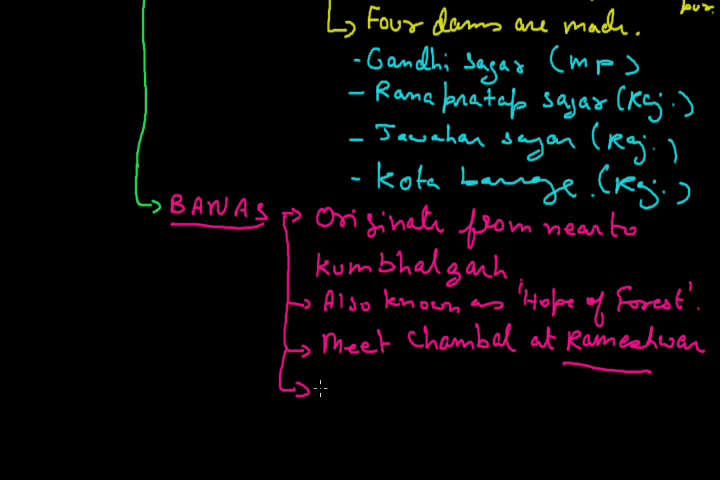 pur.
↳ Four dams are made.
- Gandhi sagar (MP)
- Rana pratap sagar (Raj.)
- Jawahar sagar (Raj.)
- Kota Barrage. (Raj.)
BANAS → Originate from near to
kumbhalgarh
→ Also known as 'Hope of Forest'.
→ Meet Chambal at Rameshwar